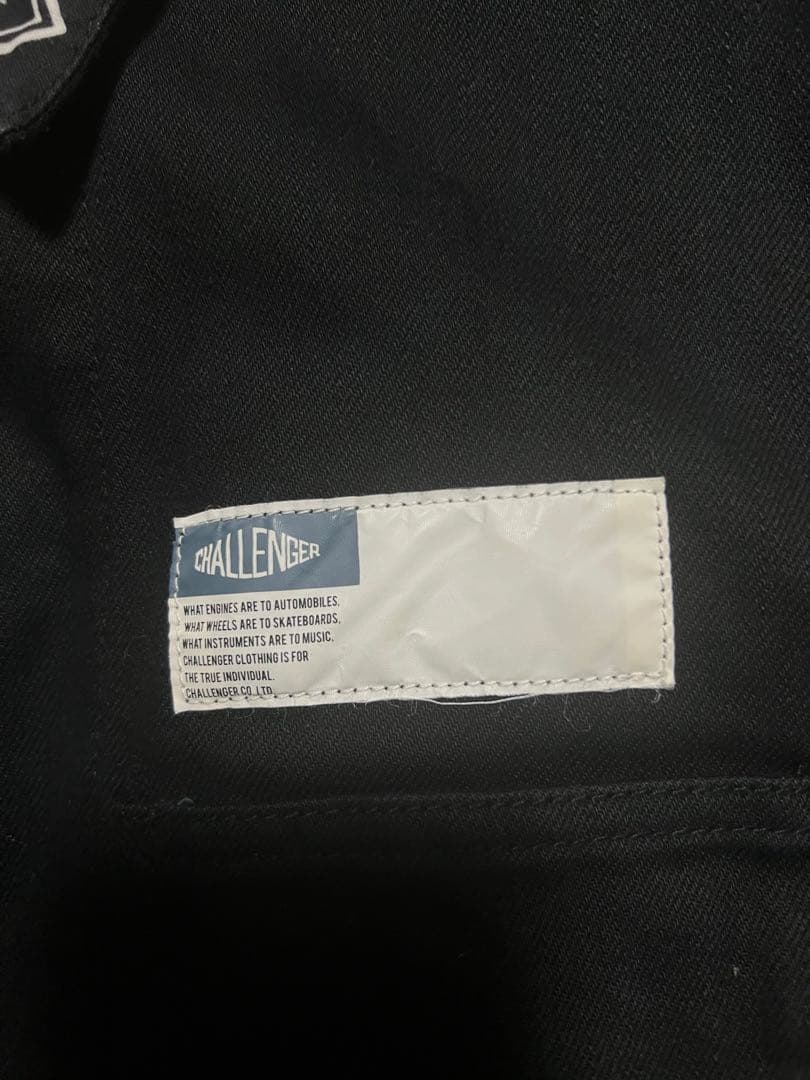 CHALLENGER
WHAT ENGINES ARE TO AUTOMOBILES.
WHAT WHEELS ARE TO SKATEBOARDS.
WHAT INSTRUMENTS ARE TO MUSIC.
CHALLENGER CLOTHING IS FOR
THE TRUE INDIVIDUAL.
CHALLENGER CO.,LTD.